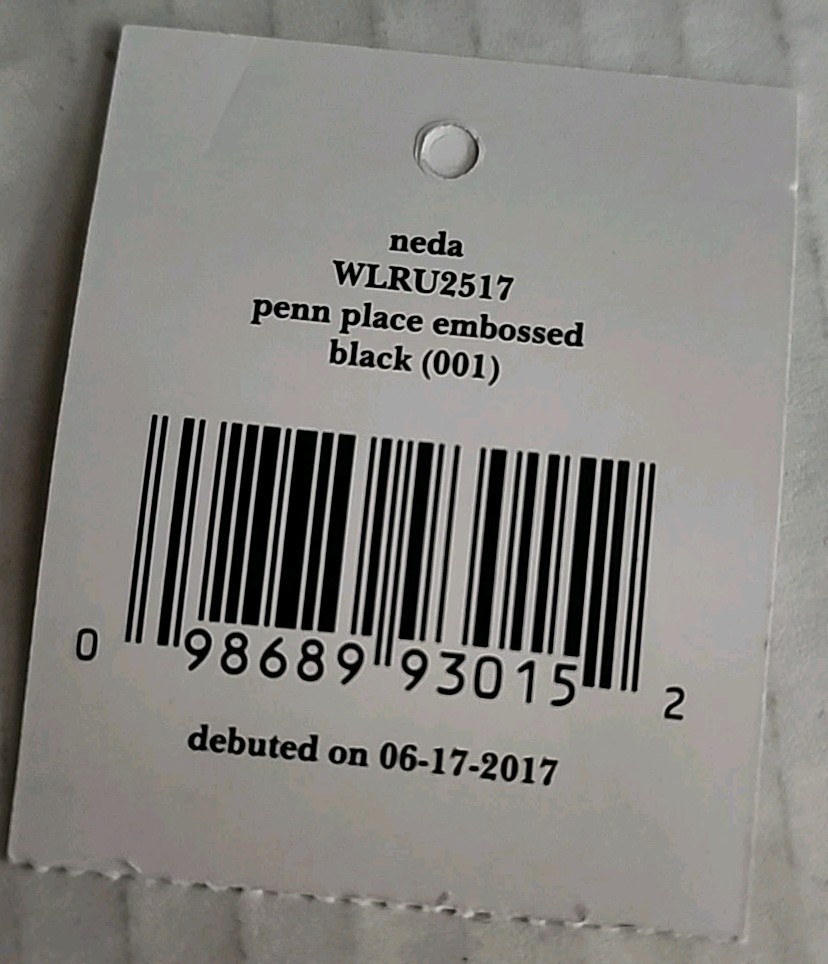 neda
WLRU2517
penn place embossed
black (001)
0 98689 93015 2
debuted on 06-17-2017